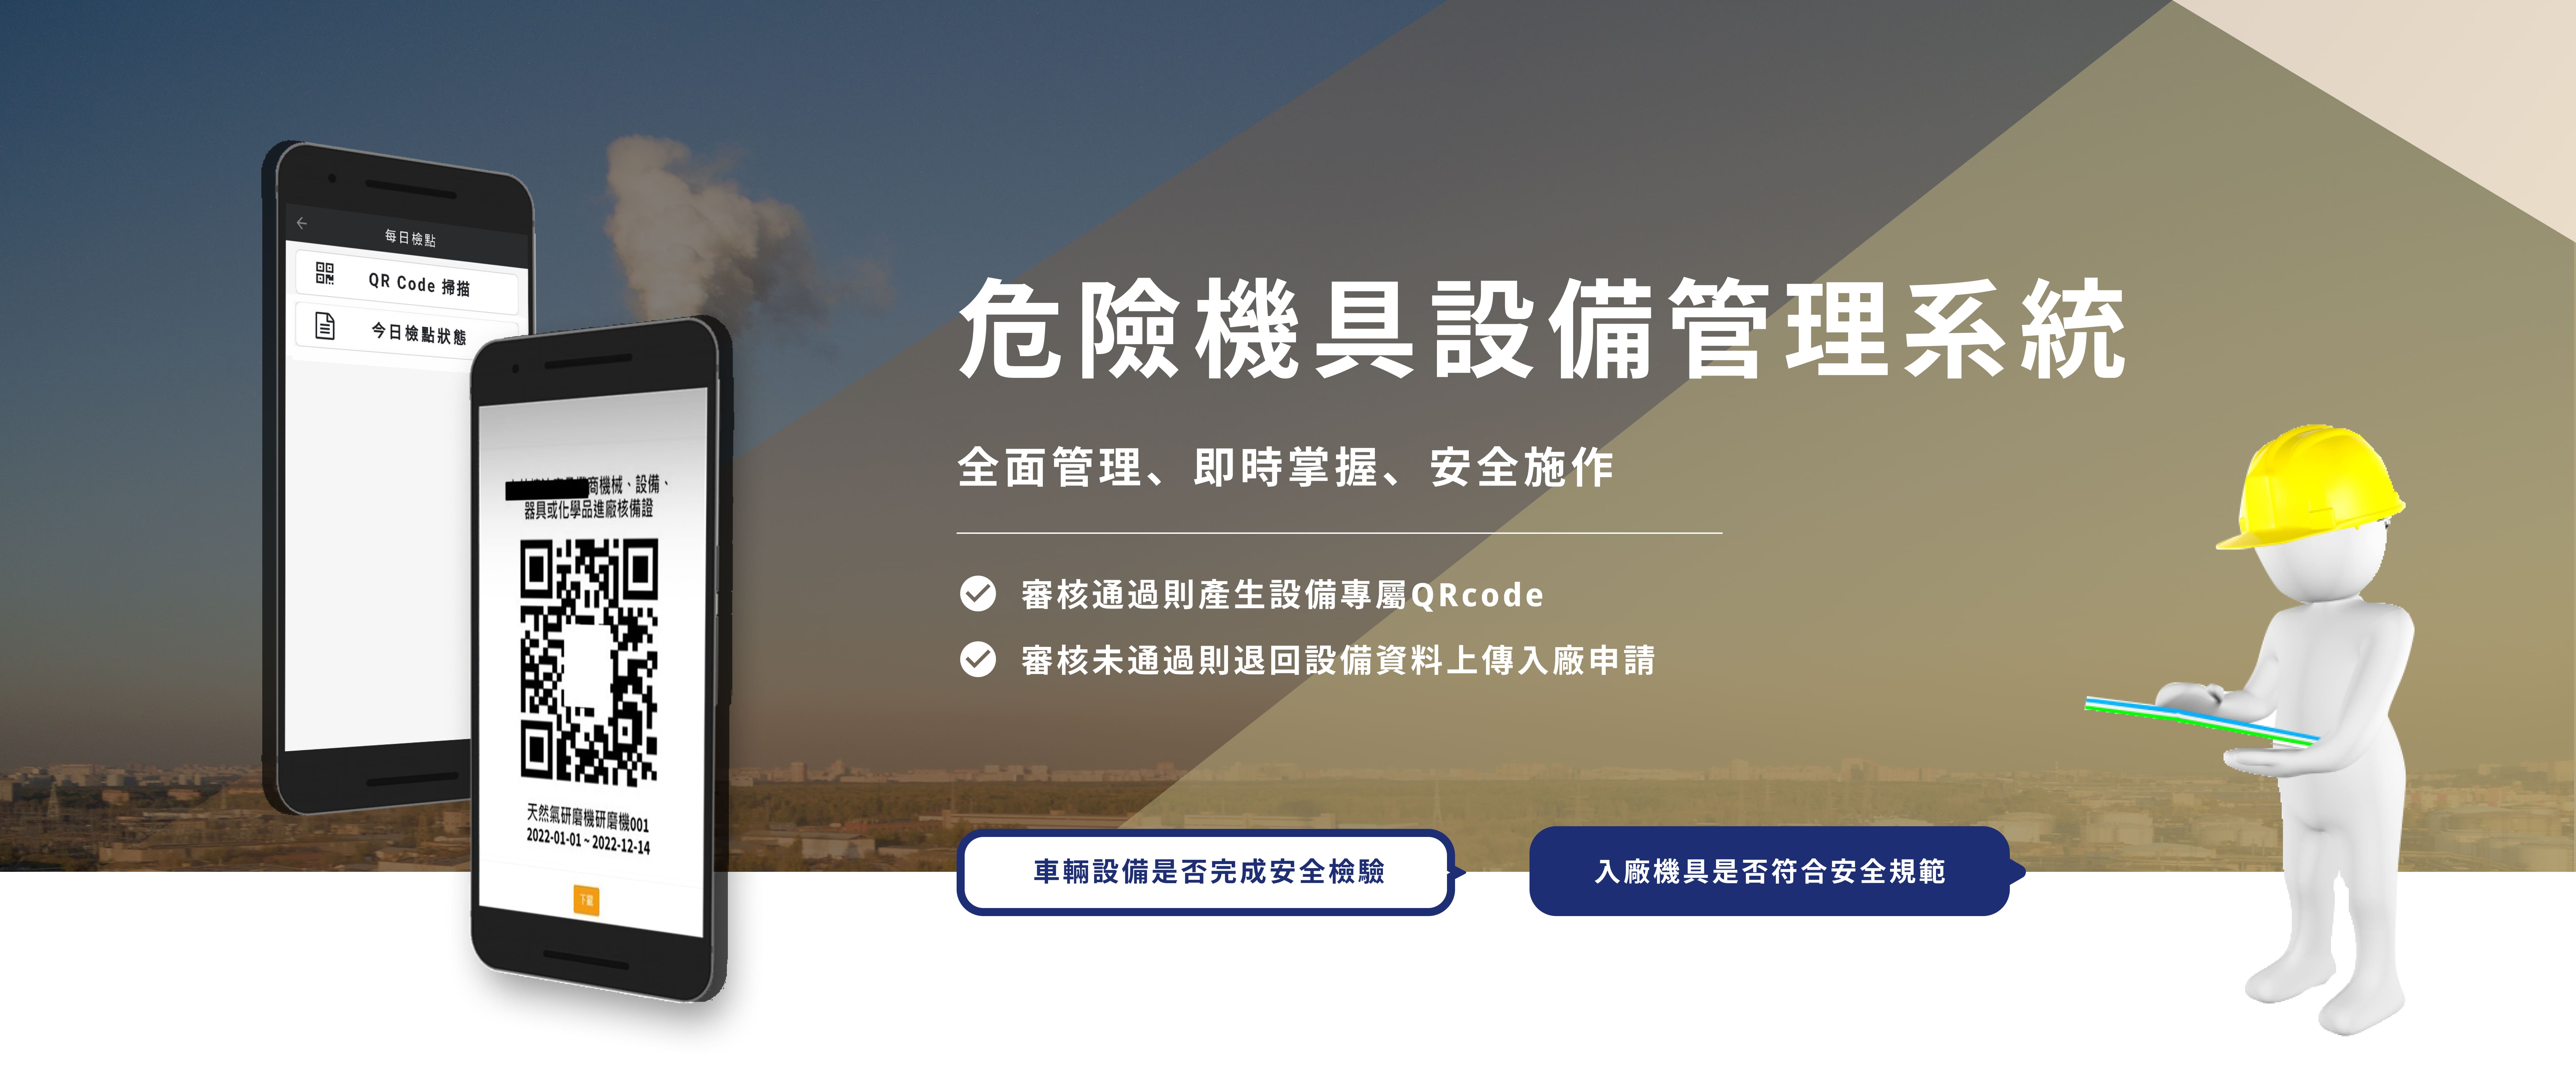 每日檢點
QR Code 掃描
今日檢點狀態
商機械、設備、
器具或化學品進廠核備證
天然氣研磨機研磨機001
2022-01-01 ~ 2022-12-14
下載
危險機具設備管理系統
全面管理、即時掌握、安全施作
審核通過則產生設備專屬QRcode
審核未通過則退回設備資料上傳入廠申請
車輛設備是否完成安全檢驗
入廠機具是否符合安全規範